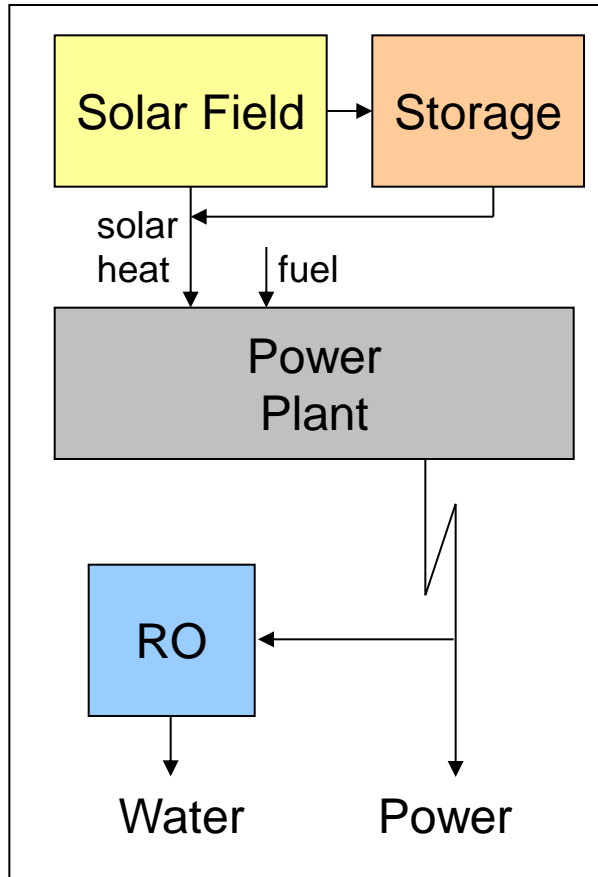 Solar Field
Storage
solar
heat
fuel
Power
Plant
RO
Water
Power